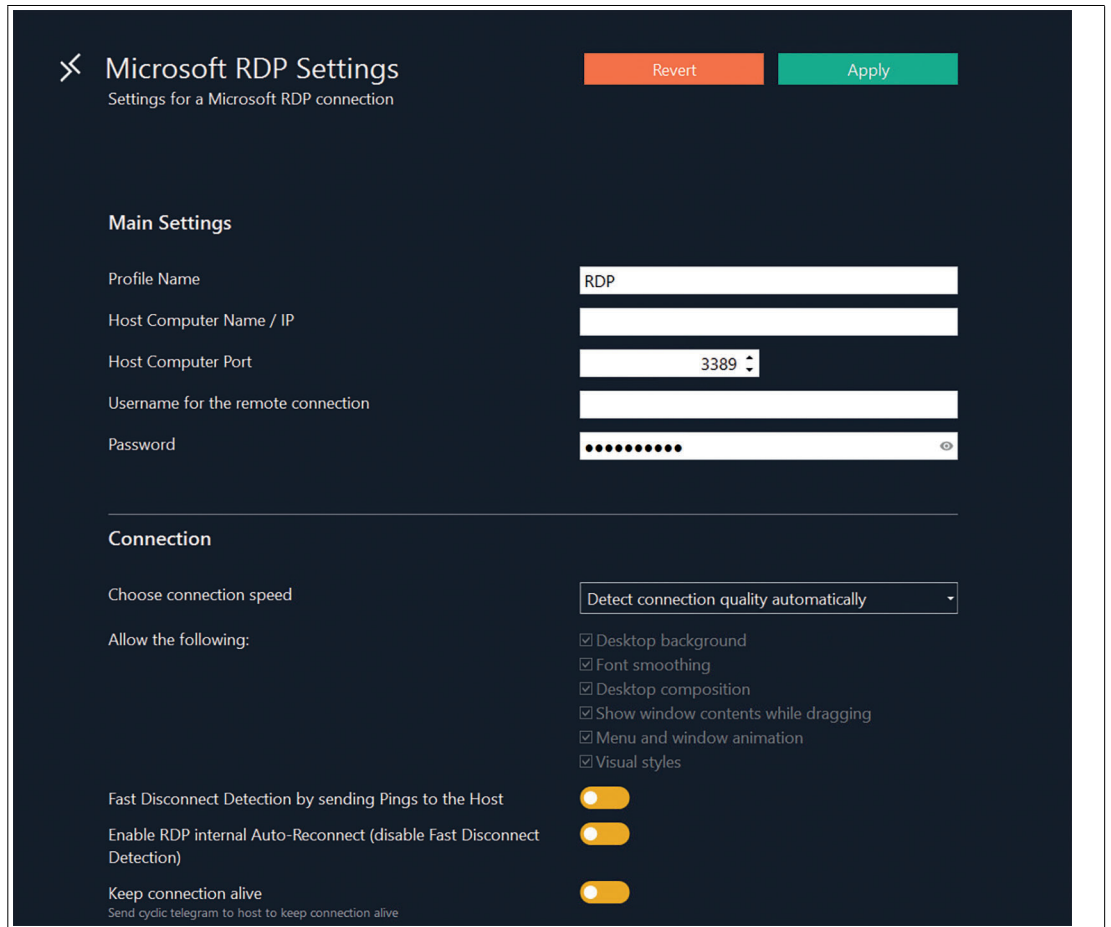 Microsoft RDP Settings
Revert
Apply
Settings for a Microsoft RDP connection
Main Settings
Profile Name
RDP
Host Computer Name / IP
Host Computer Port
3389
Username for the remote connection
Password
●●●●●●●●●●
Connection
Choose connection speed
Detect connection quality automatically
Allow the following:
Desktop background
Font smoothing
Desktop composition
Show window contents while dragging
Menu and window animation
Visual styles
Fast Disconnect Detection by sending Pings to the Host
Enable RDP internal Auto-Reconnect (disable Fast Disconnect
Detection)
Keep connection alive
Send cyclic telegram to host to keep connection alive